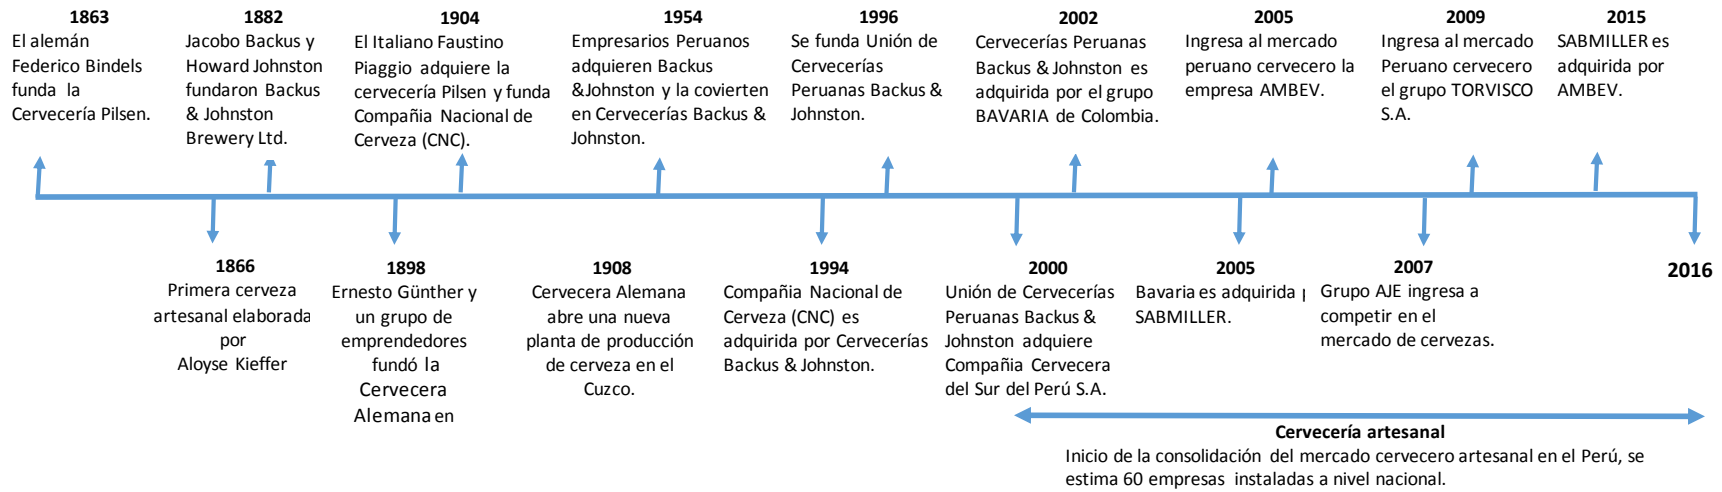 1863
El alemán
Federico Bindels
funda la
Cervecería Pilsen.
1882
Jacobo Backus y
Howard Johnston
fundaron Backus
& Johnston
Brewery Ltd.
1904
El Italiano Faustino
Piaggio adquiere la
cervecería Pilsen y funda
Compañia Nacional de
Cerveza (CNC).
1954
Empresarios Peruanos
adquieren Backus
&Johnston y la covierten
en Cervecerías Backus &
Johnston.
1996
Se funda Unión de
Cervecerías
Peruanas Backus &
Johnston.
2002
Cervecerías Peruanas
Backus & Johnston es
adquirida por el grupo
BAVARIA de Colombia.
2005
Ingresa al mercado
peruano cervecero la
empresa AMBEV.
2009
Ingresa al mercado
Peruano cervecero
el grupo TORVISCO
S.A.
2015
SABMILLER es
adquirida por
AMBEV.
1866
Primera cerveza
artesanal elaborada
por
Aloyse Kieffer
1898
Ernesto Günther y
un grupo de
emprendedores
fundó la
Cervecera
Alemana en
1908
Cervecera Alemana
abre una nueva
planta de producción
de cerveza en el
Cuzco.
1994
Compañia Nacional de
Cerveza (CNC) es
adquirida por Cervecerías
Backus & Johnston.
2000
Unión de Cervecerías
Peruanas Backus &
Johnston adquiere
Compañia Cervecera
del Sur del Perú S.A.
2005
Bavaria es adquirida
SABMILLER.
2007
Grupo AJE ingresa a
competir en el
mercado de cervezas.
2016
Cervecería artesanal
Inicio de la consolidación del mercado cervecero artesanal en el Perú, se
estima 60 empresas instaladas a nivel nacional.